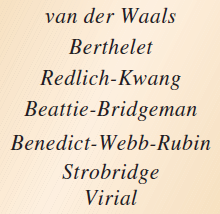 van der Waals
Berthelet
Redlich-Kwang
Beattie-Bridgeman
Benedict-Webb-Rubin
Strobridge
Virial